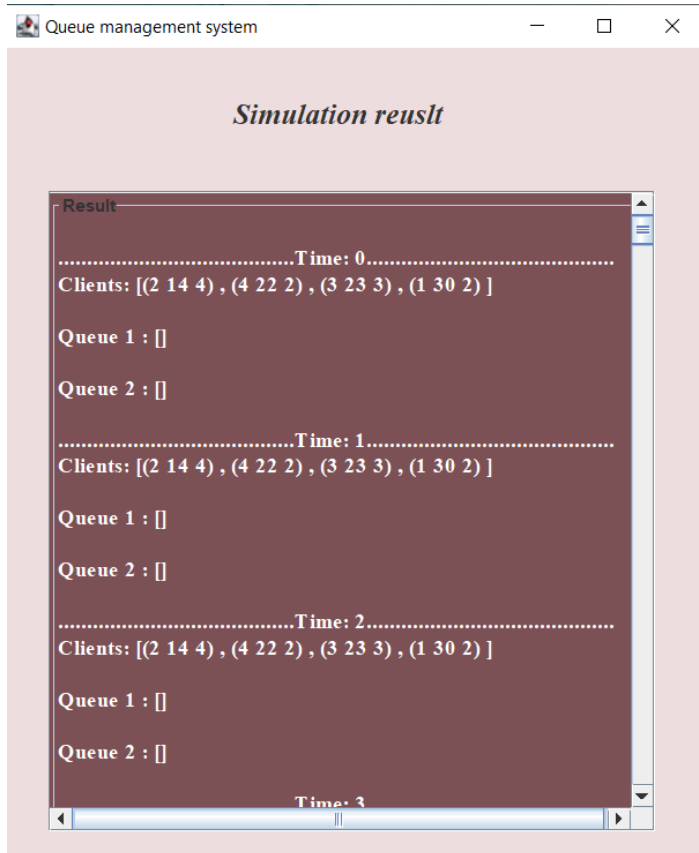 Queue management system
Simulation reuslt
Result
.........................................Time: 0...........................................
Clients: [(2 14 4) , (4 22 2) , (3 23 3) , (1 30 2) ]
Queue 1 : []
Queue 2 : []
.........................................Time: 1...........................................
Clients: [(2 14 4) , (4 22 2) , (3 23 3) , (1 30 2) ]
Queue 1 : []
Queue 2 : []
.........................................Time: 2...........................................
Clients: [(2 14 4) , (4 22 2) , (3 23 3) , (1 30 2) ]
Queue 1 : []
Queue 2 : []
Time: 3